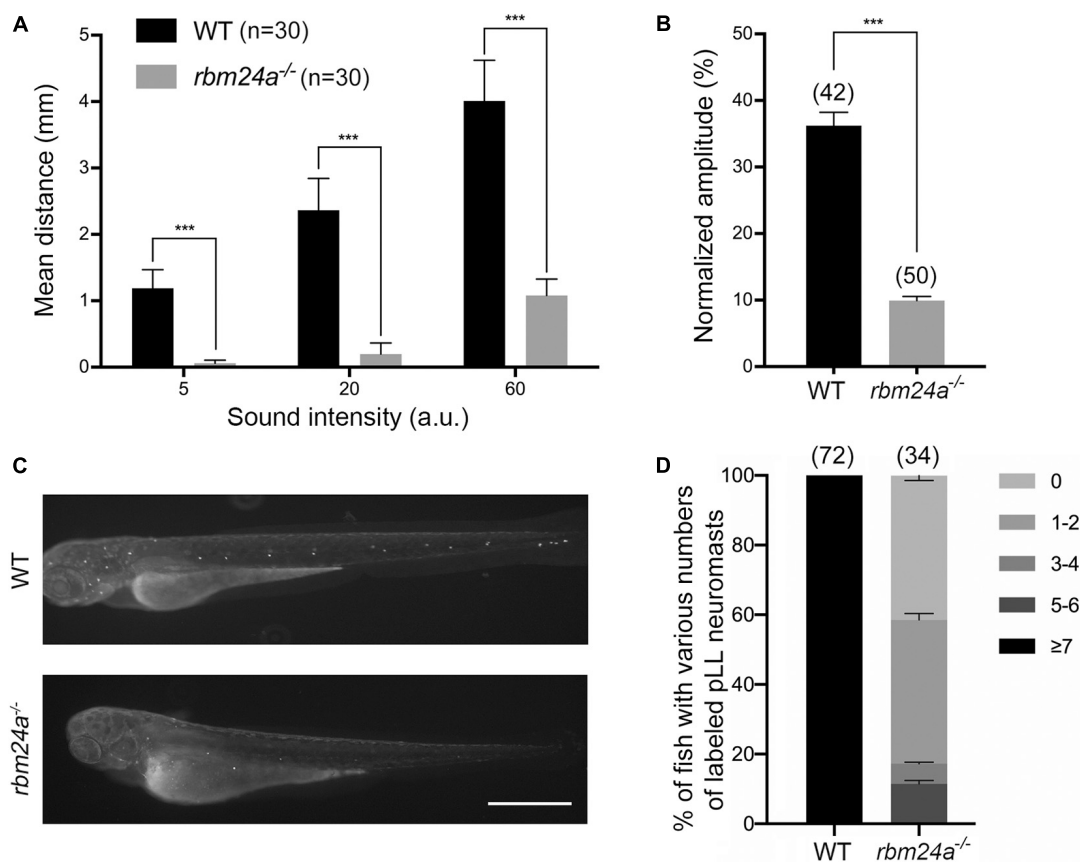 A
WT (n=30)
rbm24a-/- (n=30)
Mean distance (mm)
5
4
3
2
1
0
***
***
***
5
20
60
Sound intensity (a.u.)
B
Normalized amplitude (%)
50
40
30
20
10
0
***
(42)
(50)
WT
rbm24a-/-
C
WT
rbm24a-/-
D
% of fish with various numbers
of labeled pLL neuromasts
100
80
60
40
20
0
(72)
(34)
WT
rbm24a-/-
0
1-2
3-4
5-6
≥7